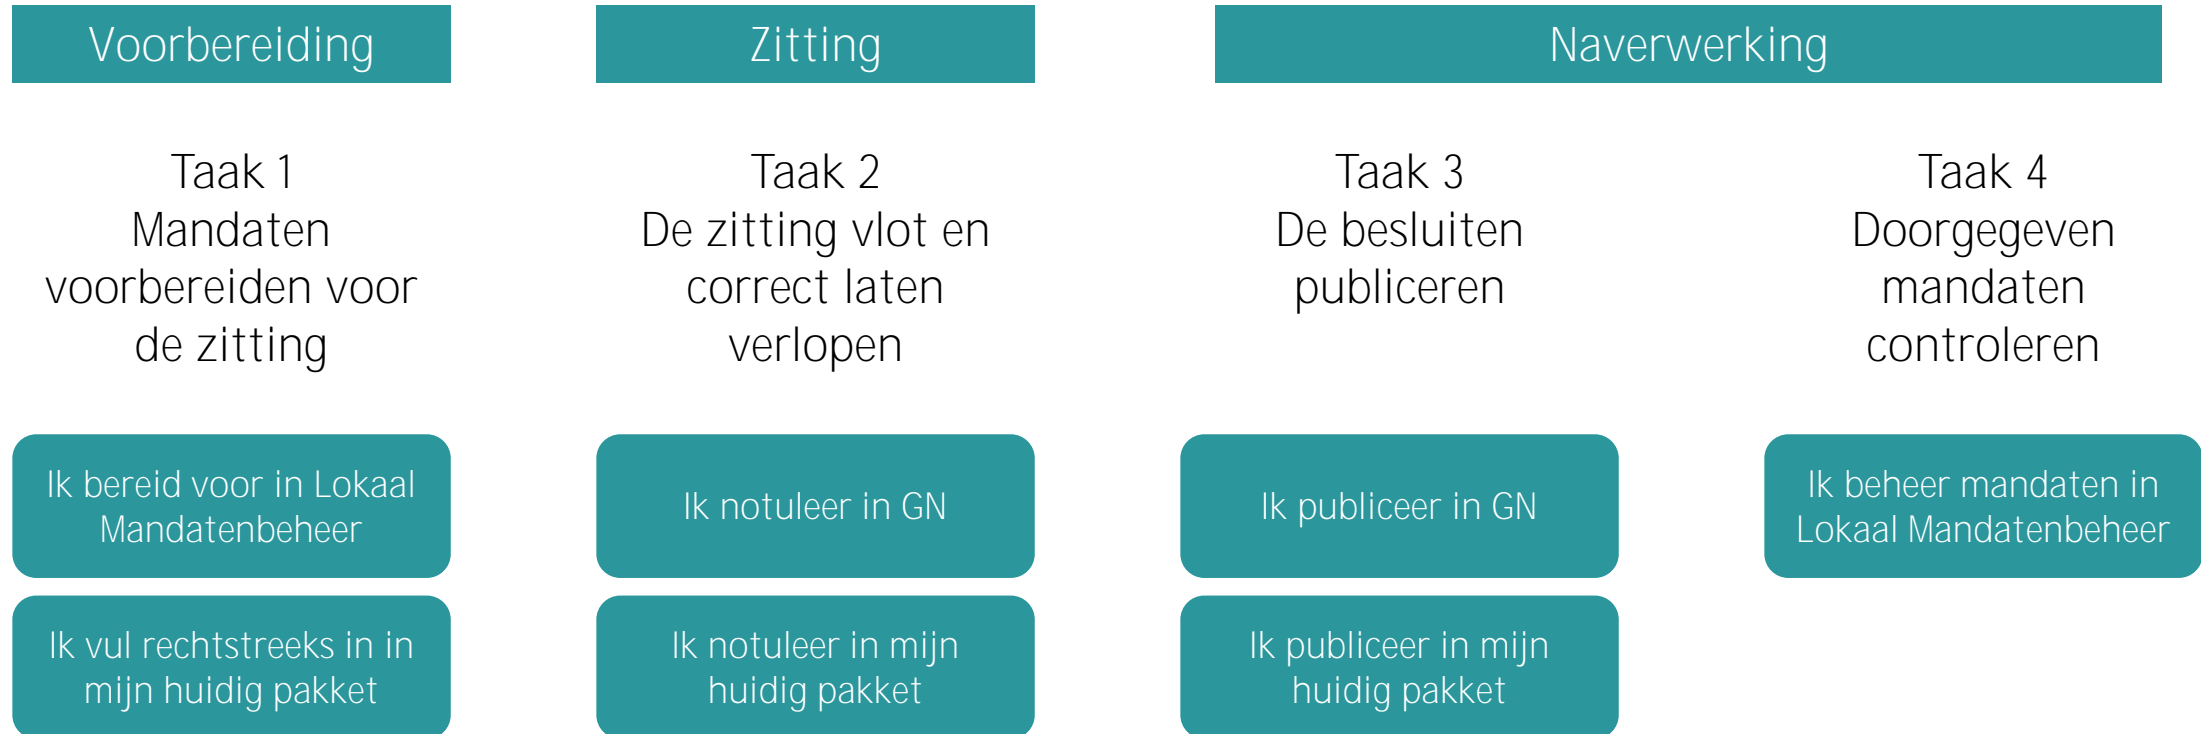 Voorbereiding
Zitting
Naverwerking
Taak 1
Mandaten
voorbereiden voor
de zitting
Taak 2
De zitting vlot en
correct laten
verlopen
Taak 3
De besluiten
publiceren
Taak 4
Doorgegeven
mandaten
controleren
Ik bereid voor in Lokaal
Mandatenbeheer
Ik notuleer in GN
Ik publiceer in GN
Ik beheer mandaten in
Lokaal Mandatenbeheer
Ik vul rechtstreeks in in
mijn huidig pakket
Ik notuleer in mijn
huidig pakket
Ik publiceer in mijn
huidig pakket